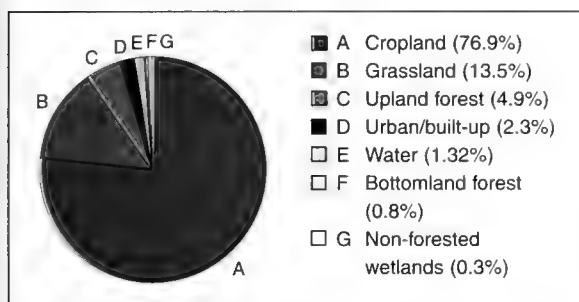 A Cropland (76.9%)
B Grassland (13.5%)
C Upland forest (4.9%)
D Urban/built-up (2.3%)
E Water (1.32%)
F Bottomland forest
(0.8%)
G Non-forested
wetlands (0.3%)
A
B
C
D
E
F
G